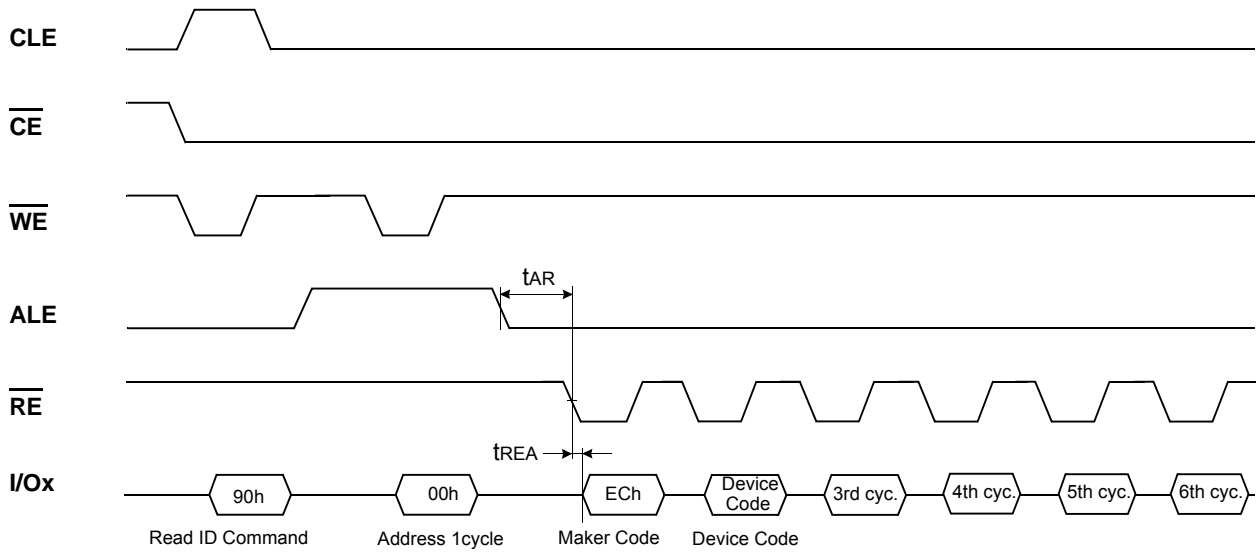 CLE
CE
WE
tAR
ALE
RE
tREA
I/Ox
90h
00h
ECh
Device
Code
3rd cyc.
4th cyc.
5th cyc.
6th cyc.
Read ID Command
Address 1cycle
Maker Code
Device Code